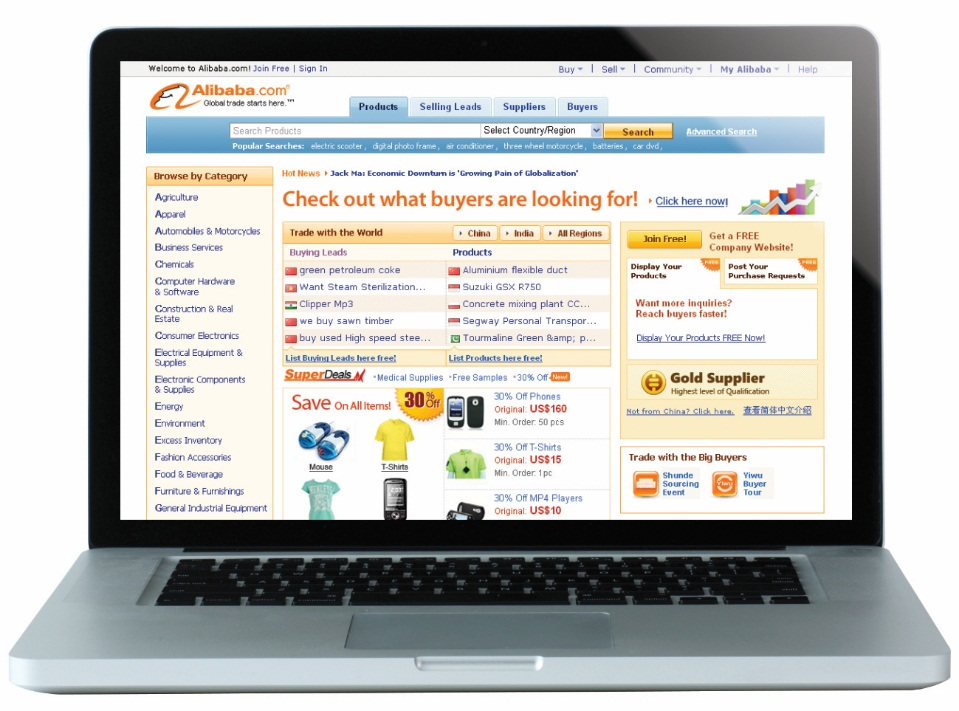 Welcome to Alibaba.com! Join Free | Sign In
Buy | Sell | Community | My Alibaba | Help
Alibaba.com®
Global trade starts here.™
Products Selling Leads Suppliers Buyers
Search Products Select Country/Region Search Advanced Search
Popular Searches: electric scooter, digital photo frame, air conditioner, three wheel motorcycle, batteries, car dvd,
Browse by Category
Agriculture
Apparel
Automobiles & Motorcycles
Business Services
Chemicals
Computer Hardware
& Software
Construction & Real
Estate
Consumer Electronics
Electrical Equipment &
Supplies
Electronic Components
& Supplies
Energy
Environment
Excess Inventory
Fashion Accessories
Food & Beverage
Furniture & Furnishings
General Industrial Equipment
Hot News Jack Ma: Economic Downturn is 'Growing Pain of Globalization'
Check out what buyers are looking for! Click here now!
Trade with the World China India All Regions
Buying Leads
green petroleum coke
Want Steam Sterilization...
Clipper Mp3
we buy sawn timber
buy used High speed stee...
List Buying Leads here free!
Products
Aluminium flexible duct
Suzuki GSX R750
Concrete mixing plant CC...
Segway Personal Transpor...
Tourmaline Green &amp; p...
List Products here free!
SuperDeals Medical Supplies Free Samples 30% Off New!
Save On All Items! 30% Off
Mouse
T-Shirts
30% Off Phones
Original: US$160
Min. Order: 50 pcs
30% Off T-Shirts
Original: US$15
Min. Order: 1pc
30% Off MP4 Players
Original: US$10
Join Free!
Get a FREE
Company Website!
Display Your
Products
FREE
Post Your
Purchase Requests
FREE
Want more inquiries?
Reach buyers faster!
Display Your Products FREE Now!
Gold Supplier
Highest level of Qualification
Not from China? Click here. 查看简体中文介绍
Trade with the Big Buyers
Shunde
Sourcing
Event
Yiwu
Buyer
Tour